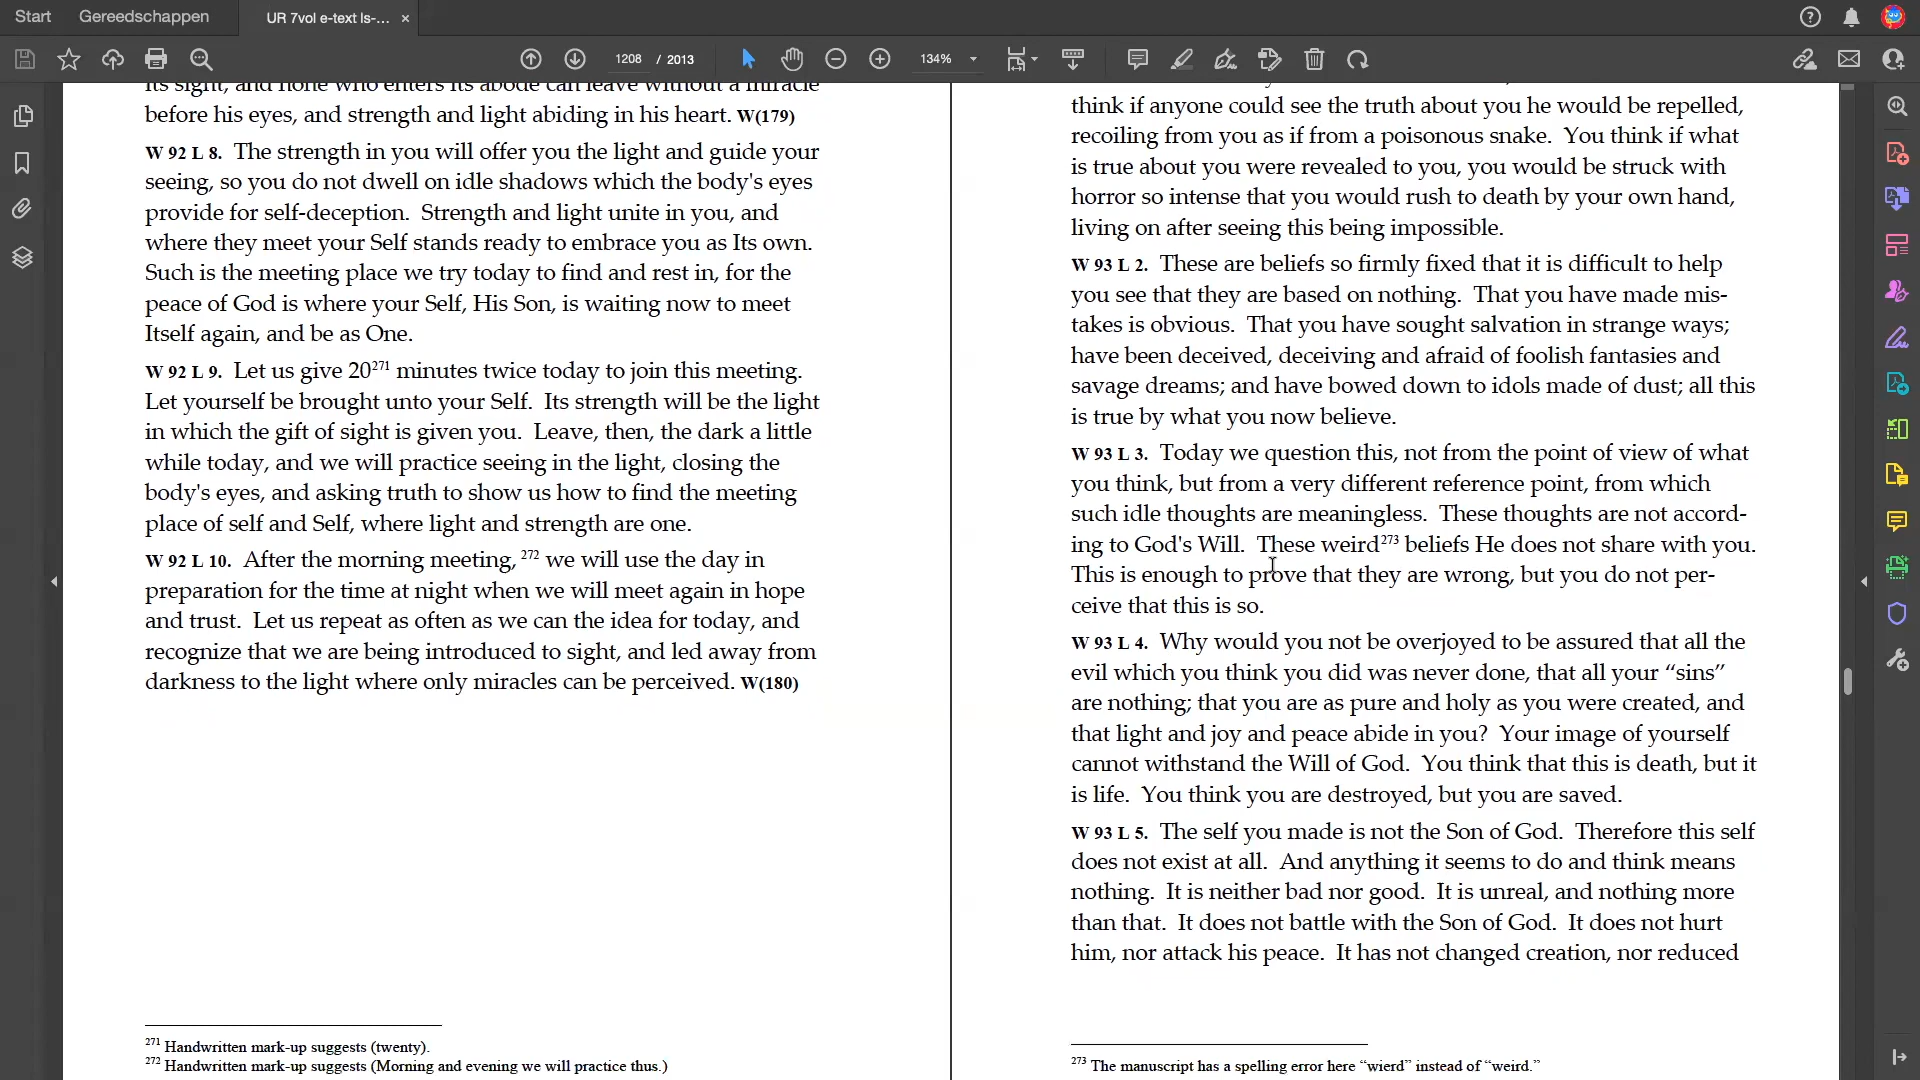 Start Gereedschappen UR 7vol e-text ls-... ×
1208 / 2013 134%
its sight, and none who enters its abode can leave without a miracle
before his eyes, and strength and light abiding in his heart. W(179)
W 92 L 8. The strength in you will offer you the light and guide your
seeing, so you do not dwell on idle shadows which the body's eyes
provide for self-deception. Strength and light unite in you, and
where they meet your Self stands ready to embrace you as Its own.
Such is the meeting place we try today to find and rest in, for the
peace of God is where your Self, His Son, is waiting now to meet
Itself again, and be as One.
W 92 L 9. Let us give 20271 minutes twice today to join this meeting.
Let yourself be brought unto your Self. Its strength will be the light
in which the gift of sight is given you. Leave, then, the dark a little
while today, and we will practice seeing in the light, closing the
body's eyes, and asking truth to show us how to find the meeting
place of self and Self, where light and strength are one.
W 92 L 10. After the morning meeting, 272 we will use the day in
preparation for the time at night when we will meet again in hope
and trust. Let us repeat as often as we can the idea for today, and
recognize that we are being introduced to sight, and led away from
darkness to the light where only miracles can be perceived. W(180)
271 Handwritten mark-up suggests (twenty).
272 Handwritten mark-up suggests (Morning and evening we will practice thus.)
think if anyone could see the truth about you he would be repelled,
recoiling from you as if from a poisonous snake. You think if what
is true about you were revealed to you, you would be struck with
horror so intense that you would rush to death by your own hand,
living on after seeing this being impossible.
W 93 L 2. These are beliefs so firmly fixed that it is difficult to help
you see that they are based on nothing. That you have made mis-
takes is obvious. That you have sought salvation in strange ways;
have been deceived, deceiving and afraid of foolish fantasies and
savage dreams; and have bowed down to idols made of dust; all this
is true by what you now believe.
W 93 L 3. Today we question this, not from the point of view of what
you think, but from a very different reference point, from which
such idle thoughts are meaningless. These thoughts are not accord-
ing to God's Will. These weird273 beliefs He does not share with you.
This is enough to prove that they are wrong, but you do not per-
ceive that this is so.
W 93 L 4. Why would you not be overjoyed to be assured that all the
evil which you think you did was never done, that all your “sins”
are nothing; that you are as pure and holy as you were created, and
that light and joy and peace abide in you? Your image of yourself
cannot withstand the Will of God. You think that this is death, but it
is life. You think you are destroyed, but you are saved.
W 93 L 5. The self you made is not the Son of God. Therefore this self
does not exist at all. And anything it seems to do and think means
nothing. It is neither bad nor good. It is unreal, and nothing more
than that. It does not battle with the Son of God. It does not hurt
him, nor attack his peace. It has not changed creation, nor reduced
273 The manuscript has a spelling error here “wierd” instead of “weird.”